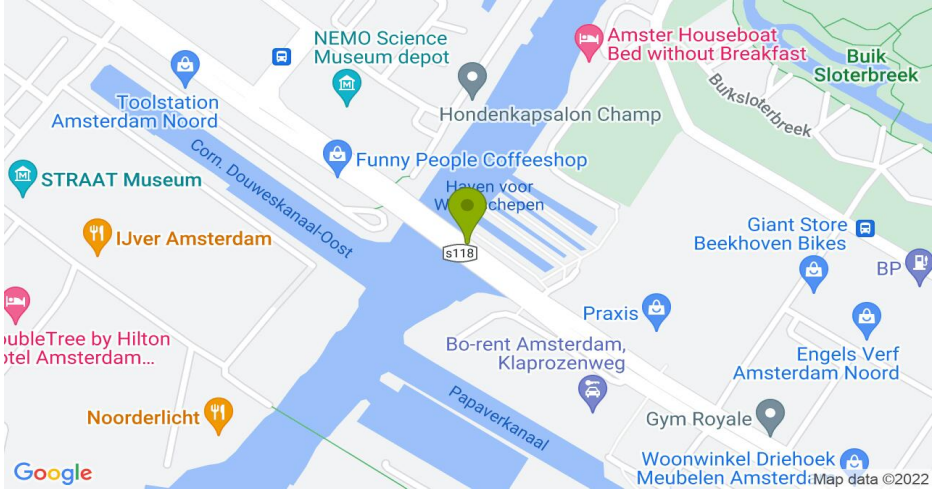 NEMO Science
Museum depot
Amster Houseboat
Bed without Breakfast
Buik
Sloterbreek
Toolstation
Amsterdam Noord
Hondenkapsalon Champ
Buiksloterbreek
Corn. Douweskanaal-Oost
Funny People Coffeeshop
STRAAT Museum
Haven voor
IJver Amsterdam
s118
Giant Store
Beekhoven Bikes
BP
Praxis
oubleTree by Hilton
otel Amsterdam...
Bo-rent Amsterdam,
Klaprozenweg
Engels Verf
Amsterdam Noord
Papaverkanaal
Noorderlicht
Gym Royale
Woonwinkel Driehoek
Meubelen Amsterda
Google
Map data ©2022